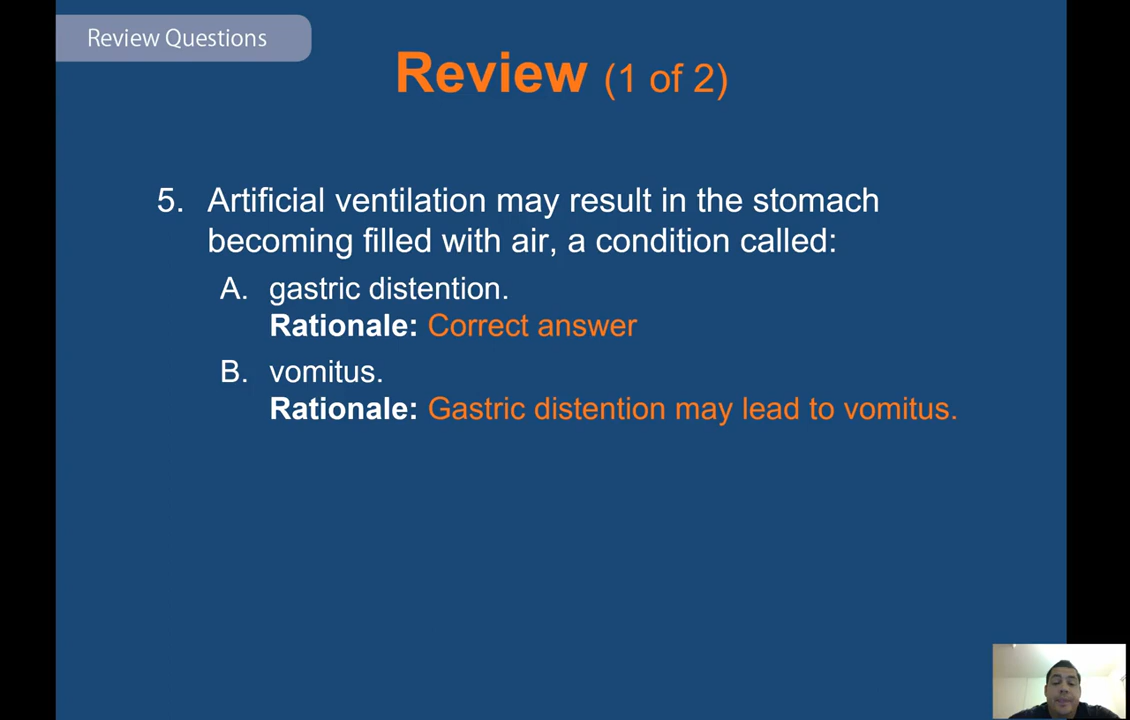 Review Questions
Review (1 of 2)
5. Artificial ventilation may result in the stomach
becoming filled with air, a condition called:
A. gastric distention.
Rationale: Correct answer
B. vomitus.
Rationale: Gastric distention may lead to vomitus.